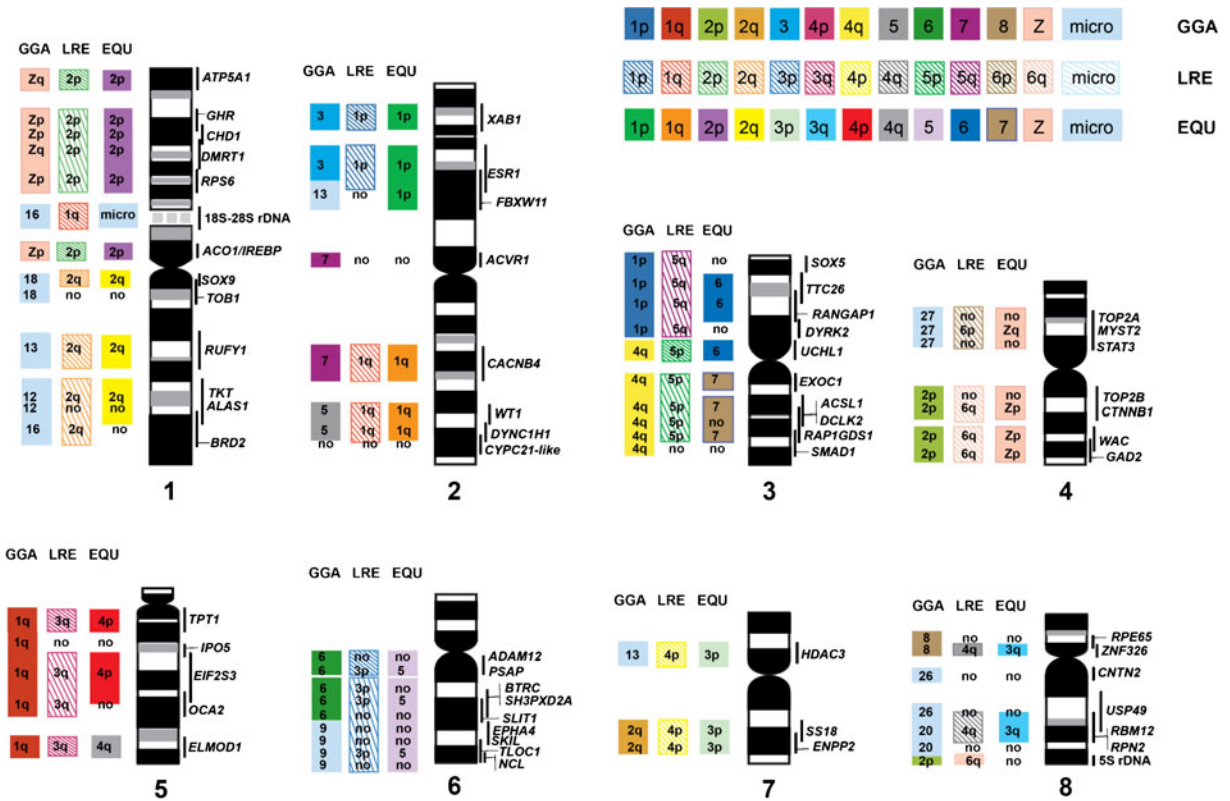 1p 1q 2p 2q 3 4p 4q 5 6 7 8 Z micro GGA
1p 1q 2p 2q 3p 3q 4p 4q 5p 5q 6p 6q micro LRE
1p 1q 2p 2q 3p 3q 4p 4q 5 6 7 Z micro EQU
GGA LRE EQU
Zq 2p 2p ATP5A1
Zp 2p 2p GHR
Zp 2p 2p CHD1
Zq 2p 2p DMRT1
Zp 2p 2p RPS6
16 1q micro 18S-28S rDNA
Zp 2p 2p ACO1/IREBP
18 2q 2q SOX9
18 no no TOB1
13 2q 2q RUFY1
12 2q 2q TKT
12 no no ALAS1
16 2q no BRD2
1
GGA LRE EQU
3 1p 1p XAB1
3 1p 1p ESR1
13 no 1p FBXW11
7 no no ACVR1
7 1q 1q CACNB4
5 1q 1q WT1
5 1q 1q DYNC1H1
no no no CYPC21-like
2
GGA LRE EQU
1p 5q no SOX5
1p 5q 6 TTC26
1p 5q 6 RANGAP1
1p 5q no DYRK2
4q 5p 6 UCHL1
4q 5p 7 EXOC1
4q 5p 7 ACSL1
4q 5p no DCLK2
4q 5p 7 RAP1GDS1
4q no no SMAD1
3
GGA LRE EQU
27 no no TOP2A
27 6p Zq MYST2
27 no no STAT3
2p no no TOP2B
2p 6q Zp CTNNB1
2p 6q Zp WAC
2p 6q Zp GAD2
4
GGA LRE EQU
1q 3q 4p TPT1
1q no no IPO5
1q 3q 4p EIF2S3
1q 3q no OCA2
1q 3q 4q ELMOD1
5
GGA LRE EQU
6 no no ADAM12
6 3p 5 PSAP
6 3p no BTRC
6 3p 5 SH3PXD2A
6 no no SLIT1
9 no no EPHA4
9 no no SKIL
9 3p no TLOC1
9 no no NCL
6
GGA LRE EQU
13 4p 3p HDAC3
2q 4p 3p SS18
2q 4p 3p ENPP2
7
GGA LRE EQU
8 no no RPE65
8 4q 3q ZNF326
26 no no CNTN2
26 no no USP49
20 4q 3q RBM12
20 no no RPN2
2p 6q no 5S rDNA
8